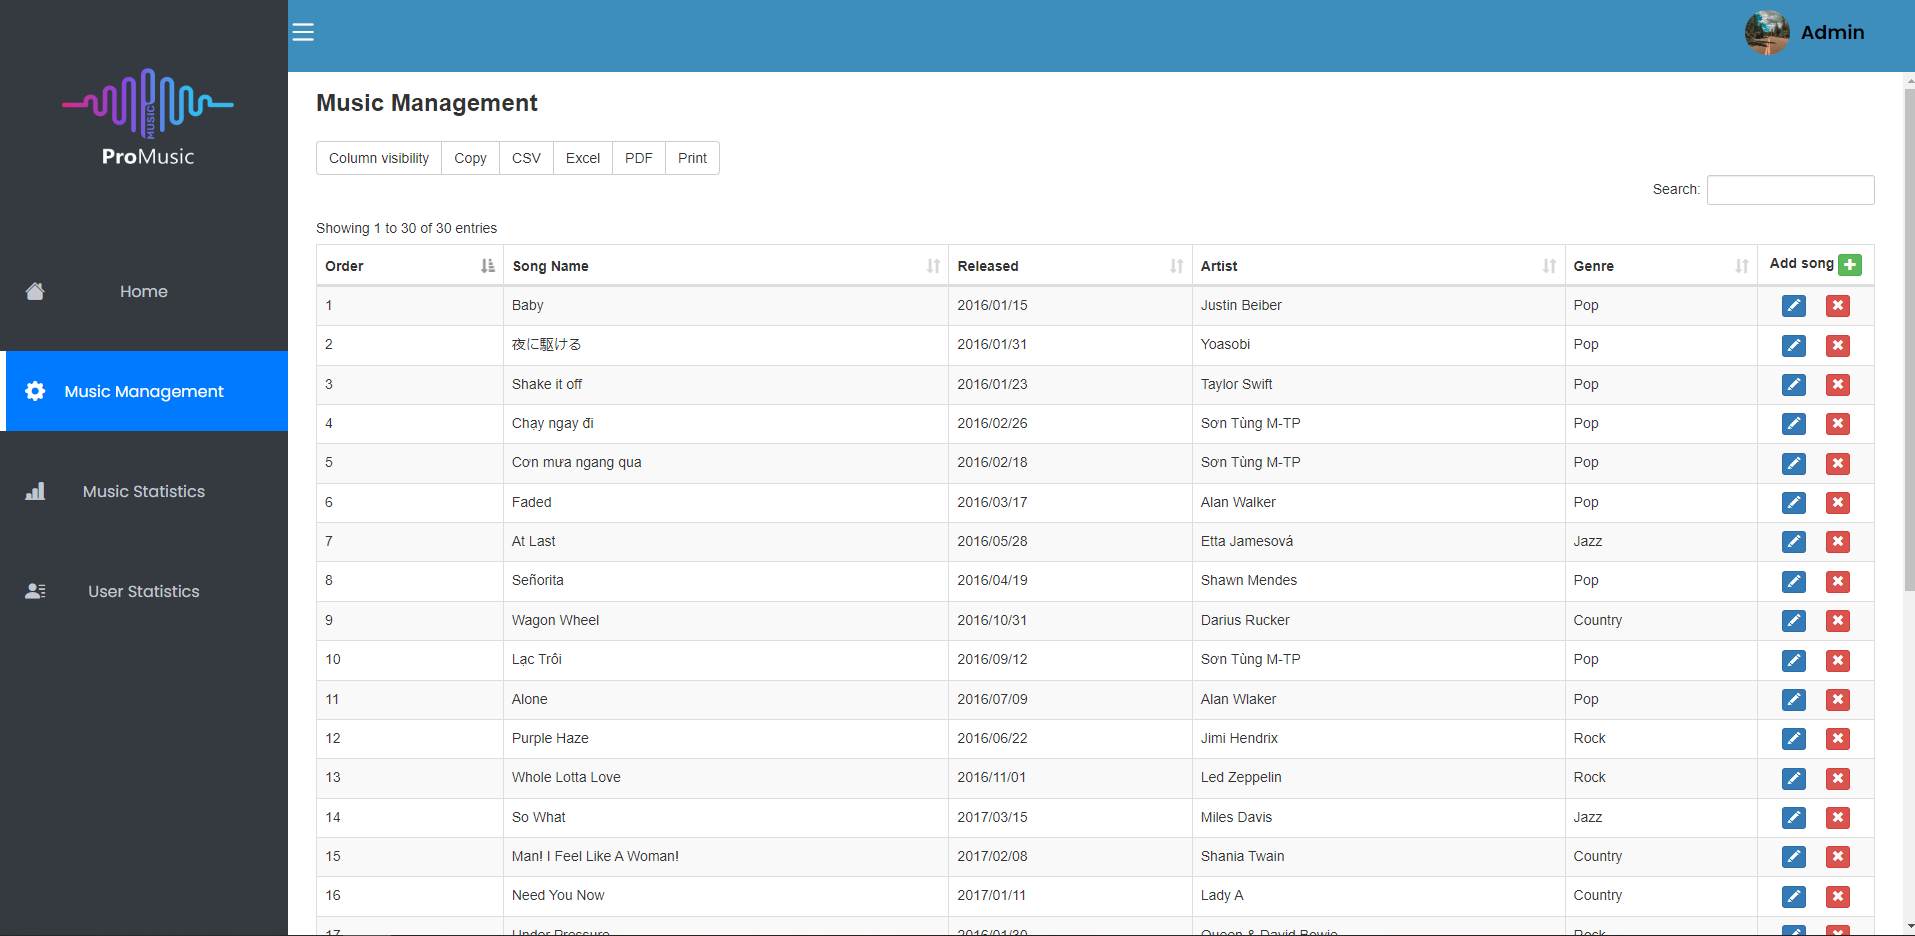 MUSIC
ProMusic
Home
Music Management
Music Statistics
User Statistics
Admin
Music Management
Column visibility Copy CSV Excel PDF Print
Search:
Showing 1 to 30 of 30 entries
Order Song Name Released Artist Genre Add song
1 Baby 2016/01/15 Justin Beiber Pop
2 夜に駆ける 2016/01/31 Yoasobi Pop
3 Shake it off 2016/01/23 Taylor Swift Pop
4 Chạy ngay đi 2016/02/26 Sơn Tùng M-TP Pop
5 Cơn mưa ngang qua 2016/02/18 Sơn Tùng M-TP Pop
6 Faded 2016/03/17 Alan Walker Pop
7 At Last 2016/05/28 Etta Jamesová Jazz
8 Señorita 2016/04/19 Shawn Mendes Pop
9 Wagon Wheel 2016/10/31 Darius Rucker Country
10 Lạc Trôi 2016/09/12 Sơn Tùng M-TP Pop
11 Alone 2016/07/09 Alan Wlaker Pop
12 Purple Haze 2016/06/22 Jimi Hendrix Rock
13 Whole Lotta Love 2016/11/01 Led Zeppelin Rock
14 So What 2017/03/15 Miles Davis Jazz
15 Man! I Feel Like A Woman! 2017/02/08 Shania Twain Country
16 Need You Now 2017/01/11 Lady A Country
17 Under Pressure 2016/01/30 Queen & David Bowie Rock